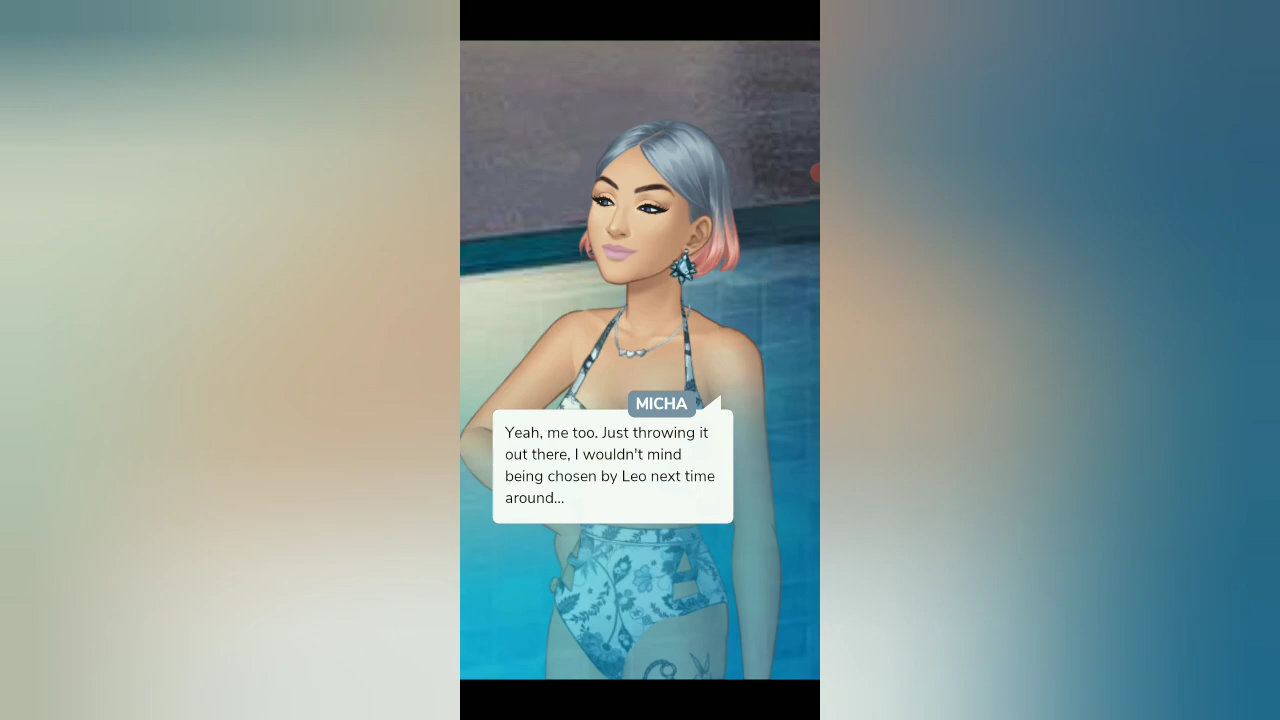 MICHA
Yeah, me too. Just throwing it
out there, I wouldn't mind
being chosen by Leo next time
around...